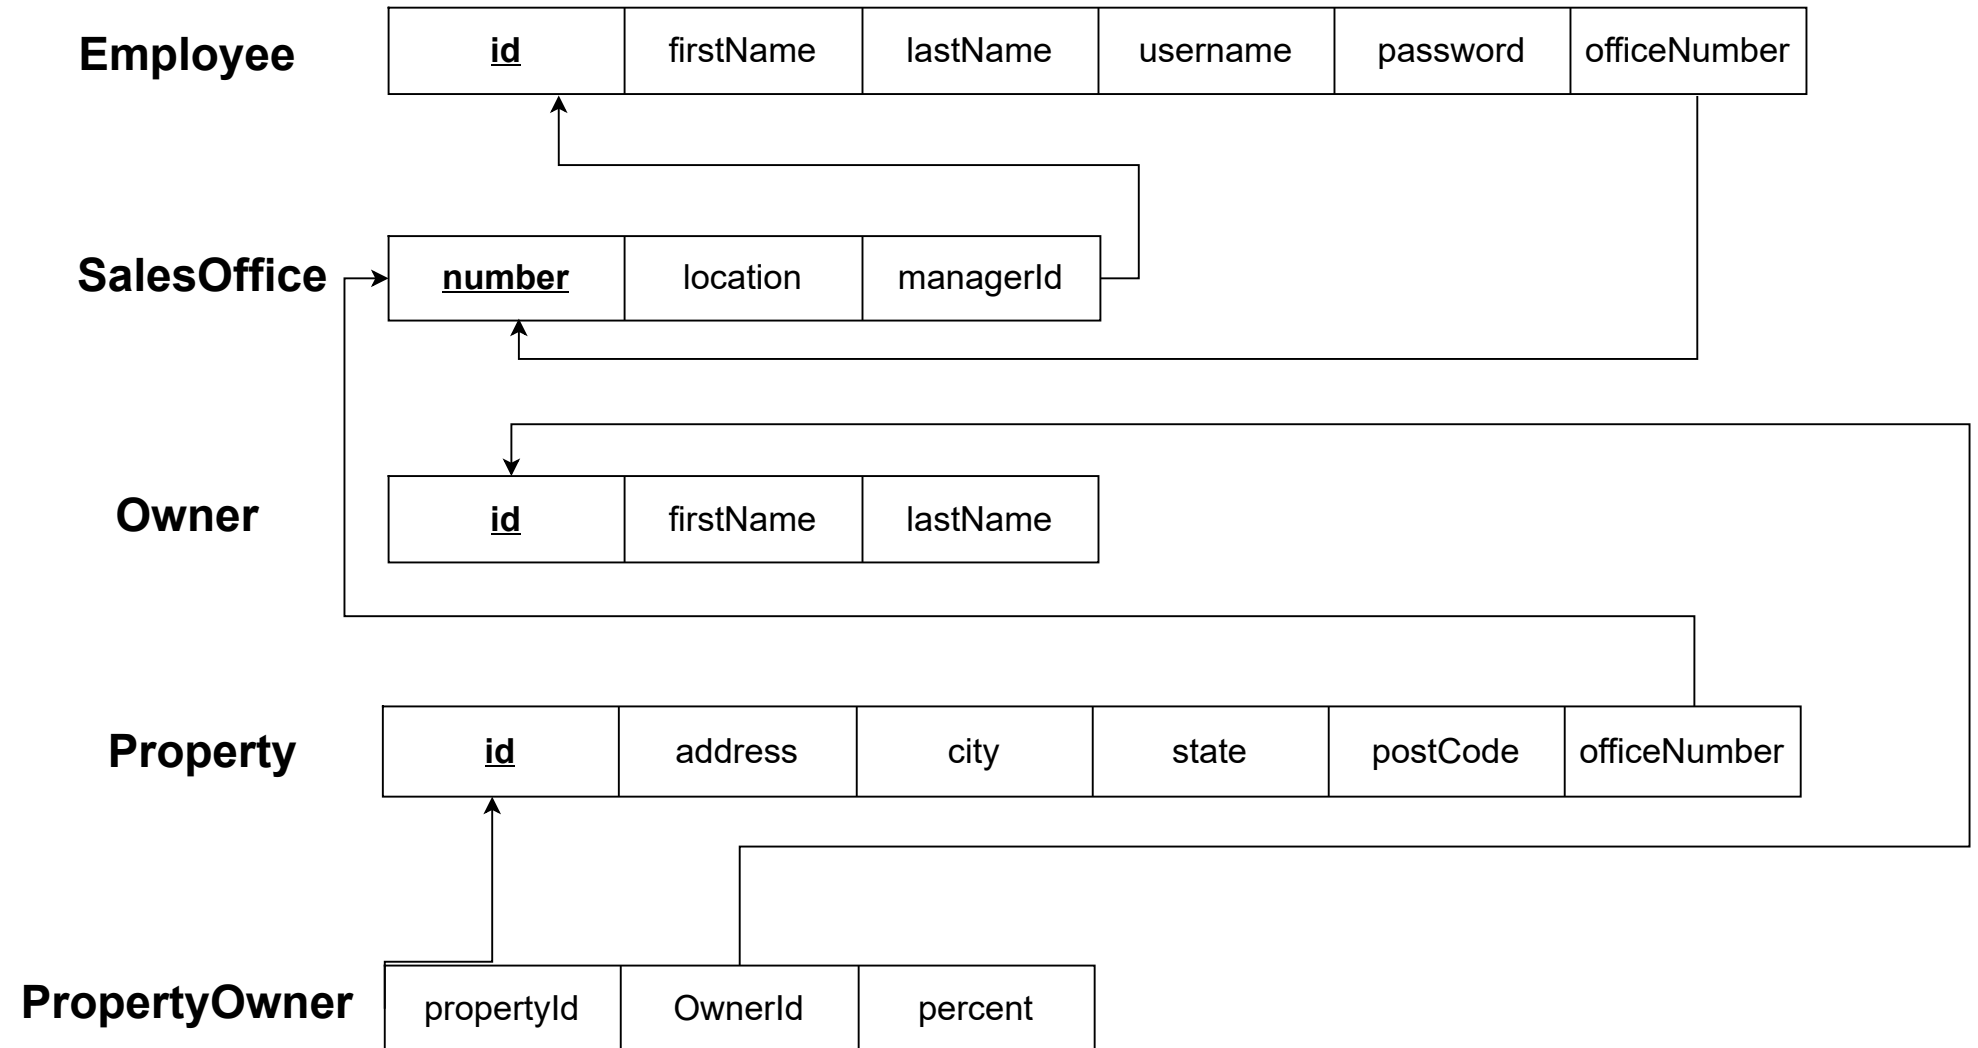 Employee id firstName lastName username password officeNumber
SalesOffice number location managerId
Owner id firstName lastName
Property id address city state postCode officeNumber
PropertyOwner propertyId OwnerId percent